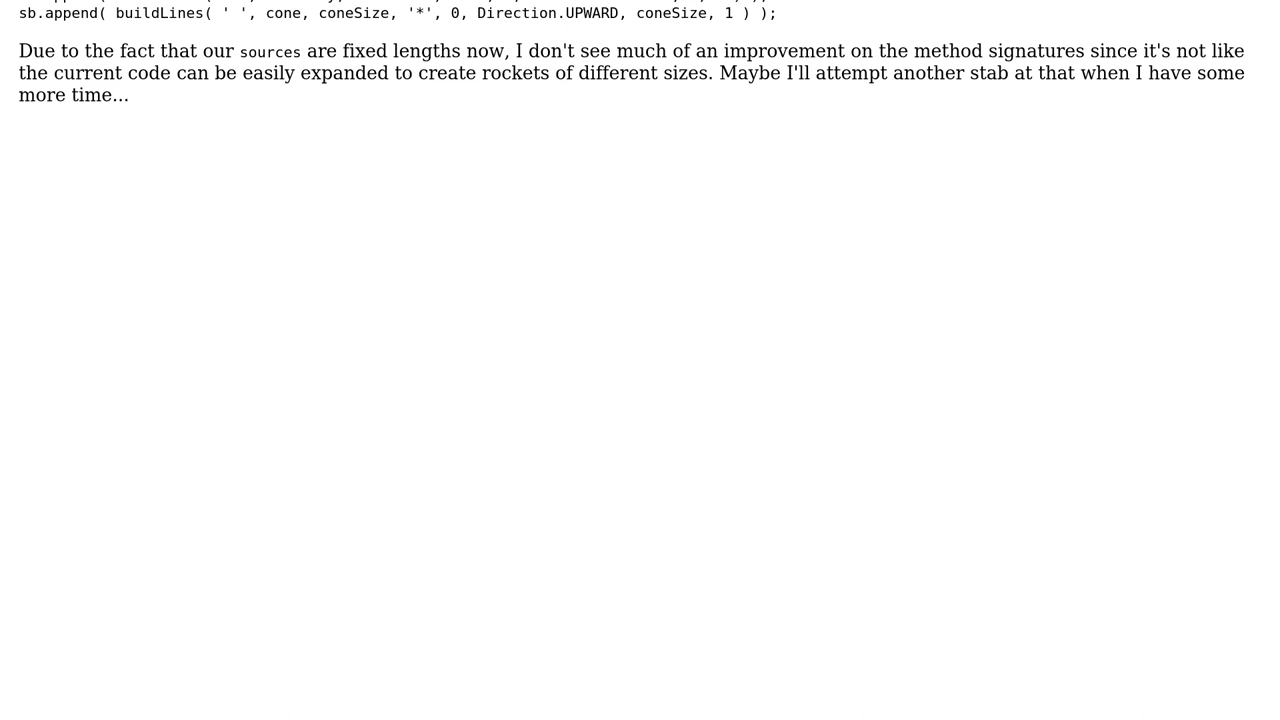 sb.append( buildLines( ' ', cone, coneSize, '*', 0, Direction.UPWARD, coneSize, 1 ) );
Due to the fact that our sources are fixed lengths now, I don't see much of an improvement on the method signatures since it's not like
the current code can be easily expanded to create rockets of different sizes. Maybe I'll attempt another stab at that when I have some
more time...